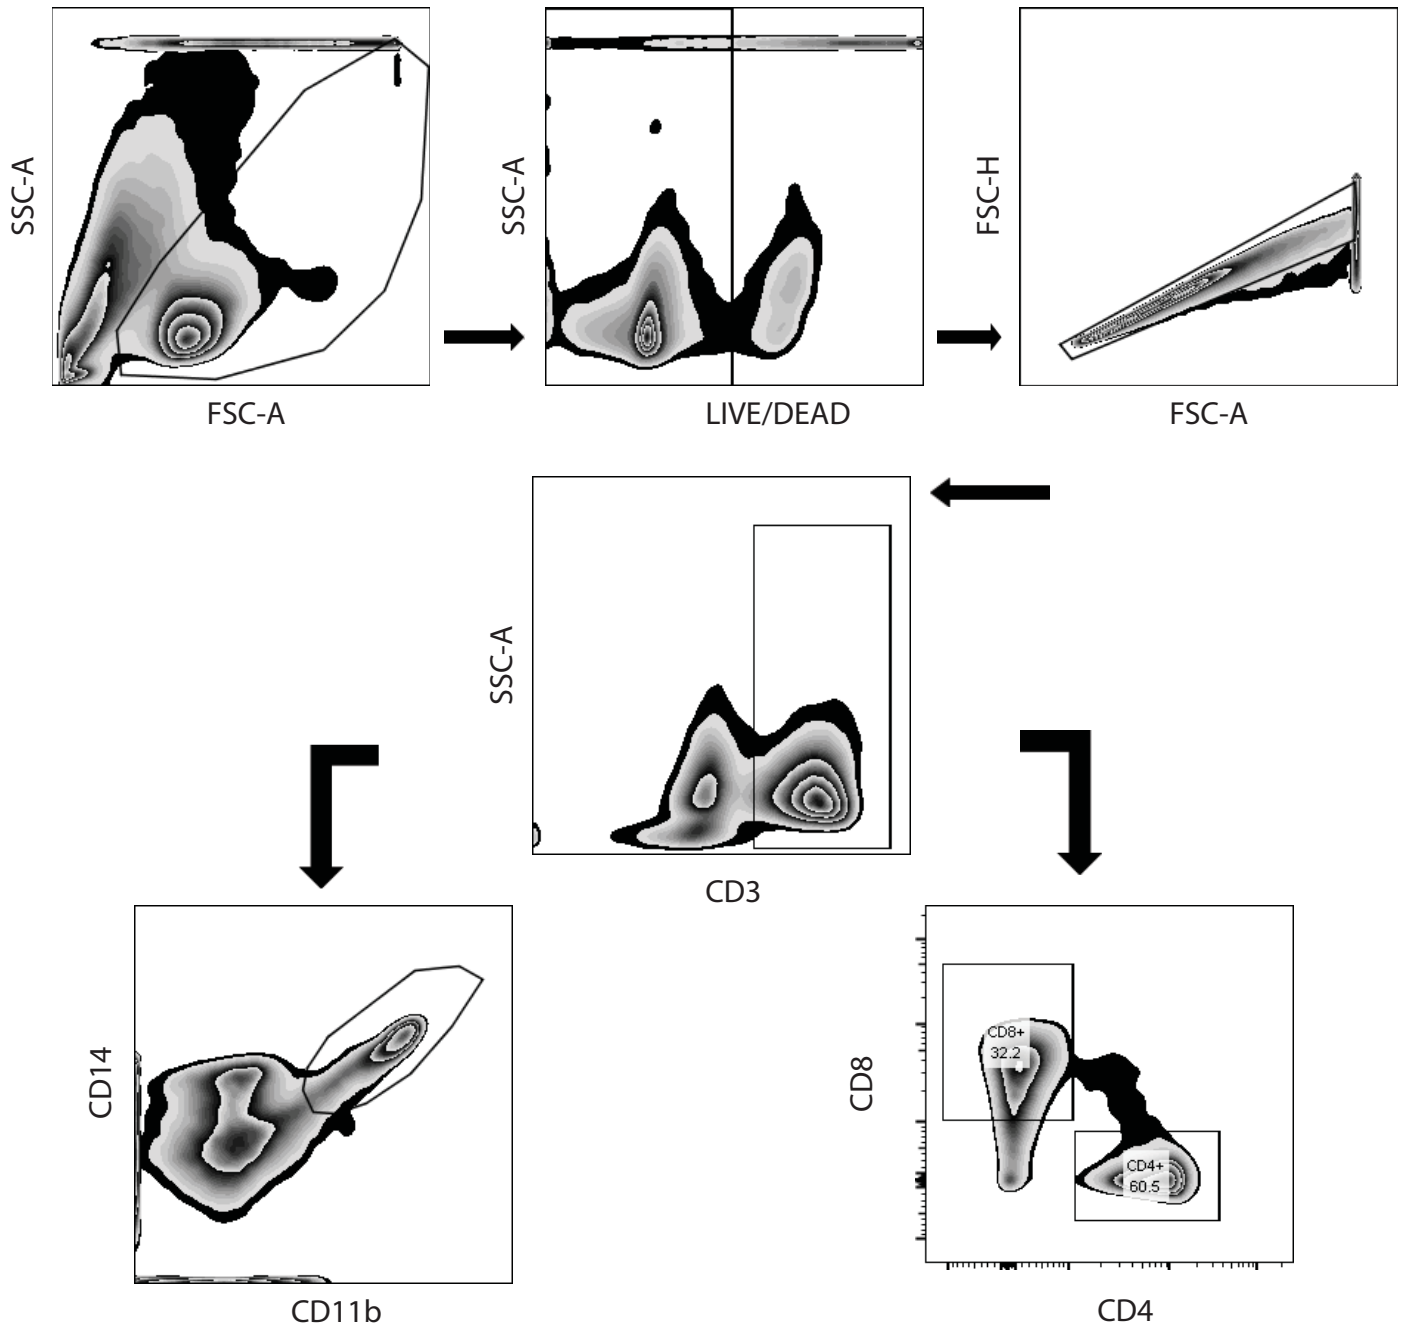 SSC-A
FSC-A
SSC-A
LIVE/DEAD
FSC-H
FSC-A
SSC-A
CD3
CD14
CD11b
CD8
CD8+
32.2
CD4+
60.5
CD4